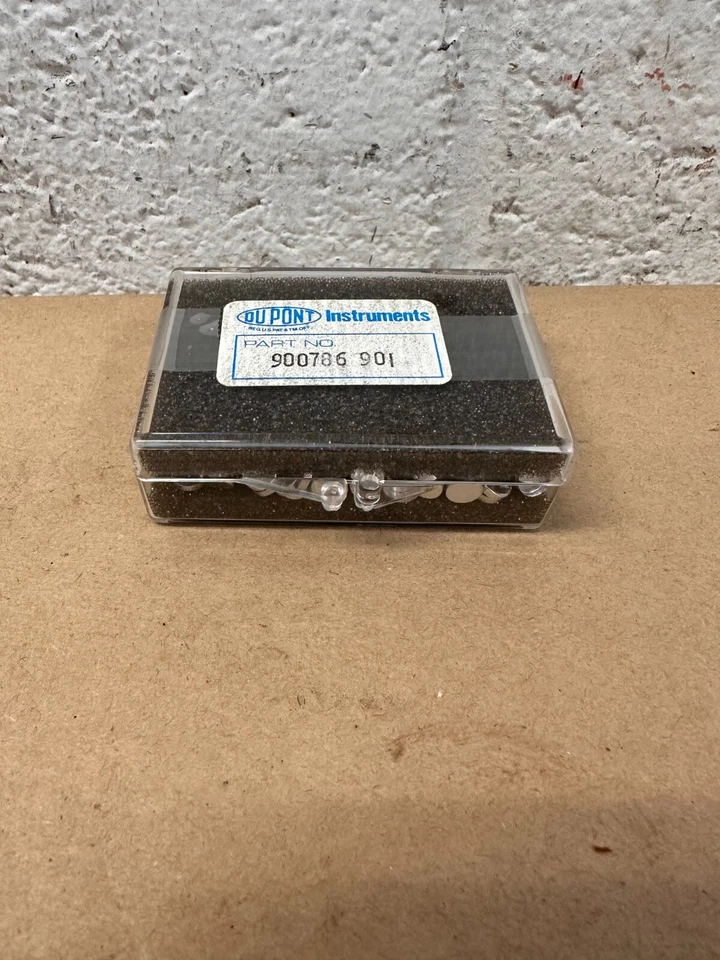 DU PONT Instruments
REG. U.S. PAT. & TM. OFF.
PART NO.
900786 901